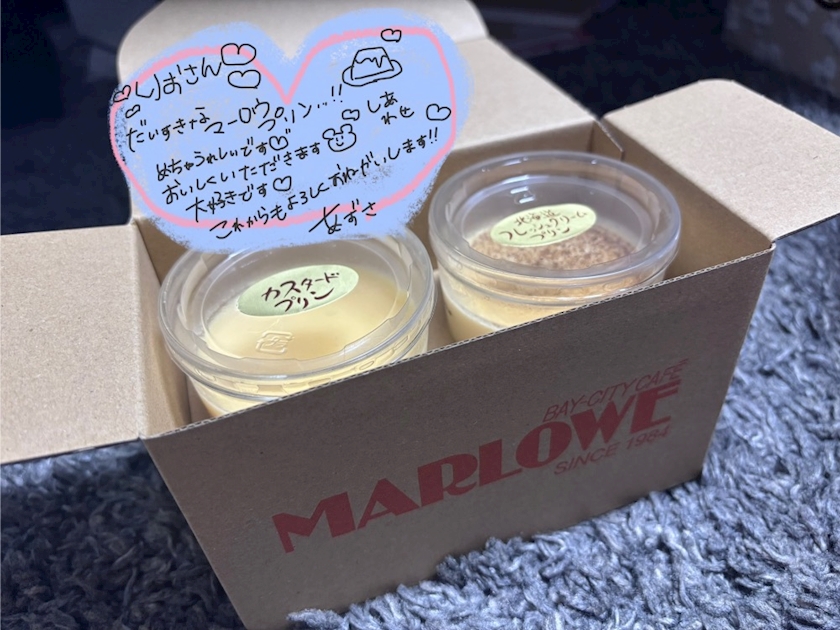 しおさん
だいすきなマーロウプリン…!!
しあわせ
めちゃうれしいです
おいしくいただきます
大好きです
これからもよろしくおねがいします!!
あずさ
カスタード
プリン
北海道
フレッシュクリーム
プリン
BAY-CITY CAFÉ
MARLOWE
SINCE 1984